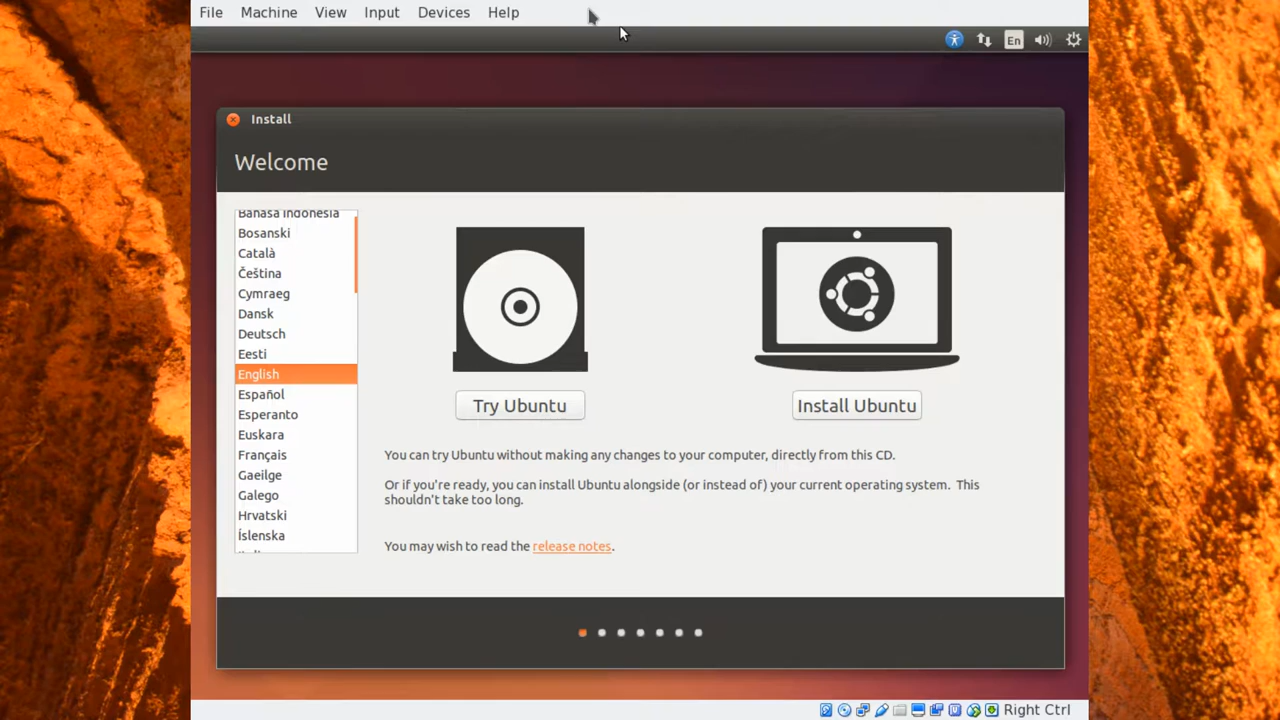 File Machine View Input Devices Help
En
Install
Welcome
Bahasa Indonesia
Bosanski
Català
Čeština
Cymraeg
Dansk
Deutsch
Eesti
English
Español
Esperanto
Euskara
Français
Gaeilge
Galego
Hrvatski
Íslenska
Try Ubuntu
Install Ubuntu
You can try Ubuntu without making any changes to your computer, directly from this CD.
Or if you're ready, you can install Ubuntu alongside (or instead of) your current operating system. This
shouldn't take too long.
You may wish to read the release notes.
Right Ctrl